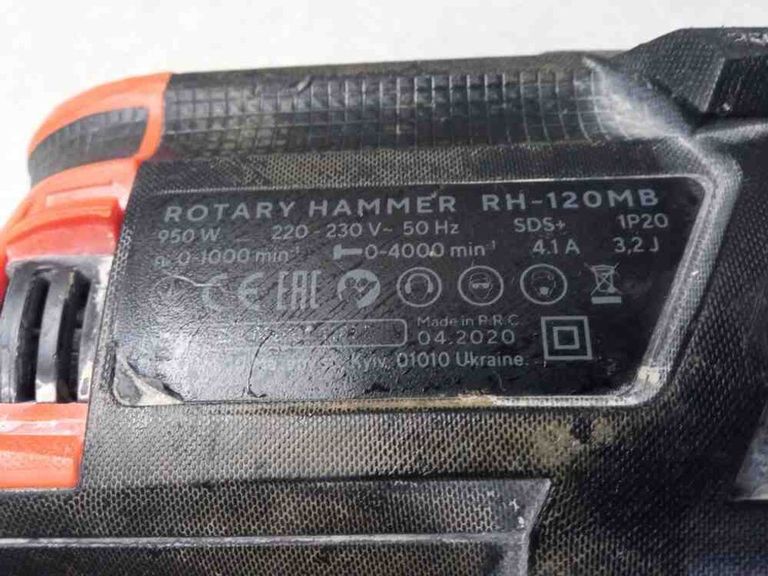 ROTARY HAMMER RH-120MB
950 W 220 - 230 V~ 50 Hz SDS+ 1P20
0-1000 min⁻¹ 0-4000 min⁻¹ 4.1 A 3,2 J
CE EAC
Made in P.R.C.
04.2020
Kyiv, 01010 Ukraine.